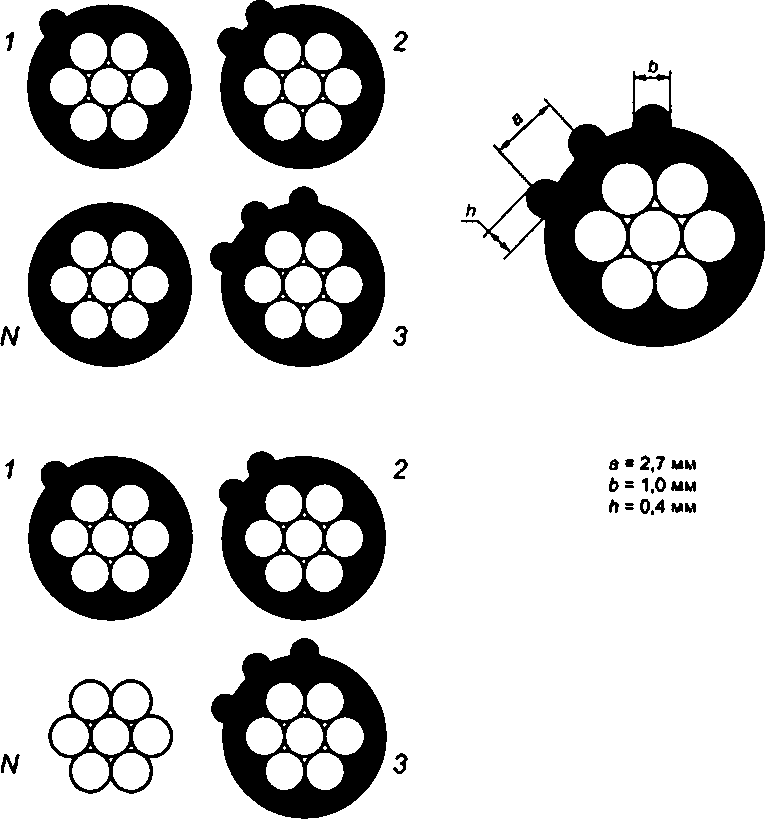 1
2
b
a
h
N
3
1
2
a = 2,7 мм
b = 1,0 мм
h = 0,4 мм
N
3